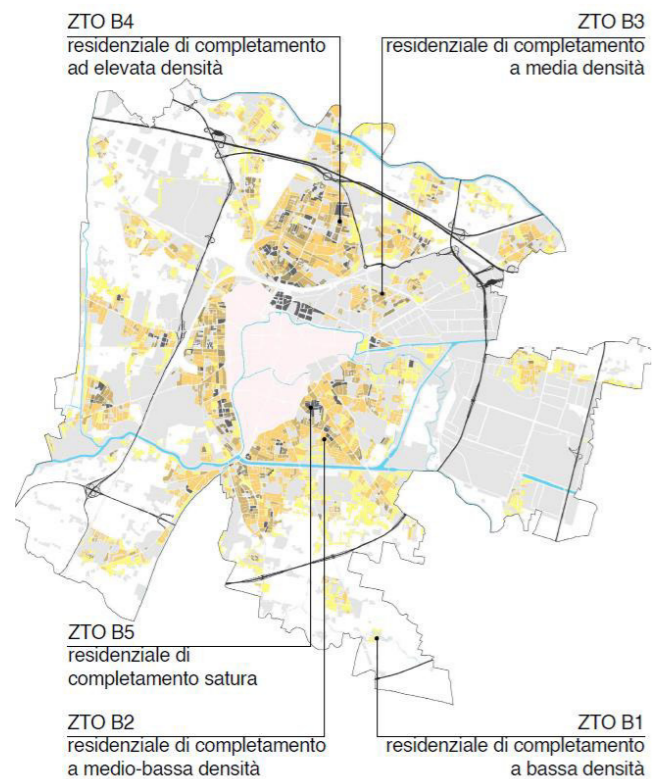 ZTO B4
residenziale di completamento
ad elevata densità
ZTO B3
residenziale di completamento
a media densità
ZTO B5
residenziale di
completamento satura
ZTO B2
residenziale di completamento
a medio-bassa densità
ZTO B1
residenziale di completamento
a bassa densità